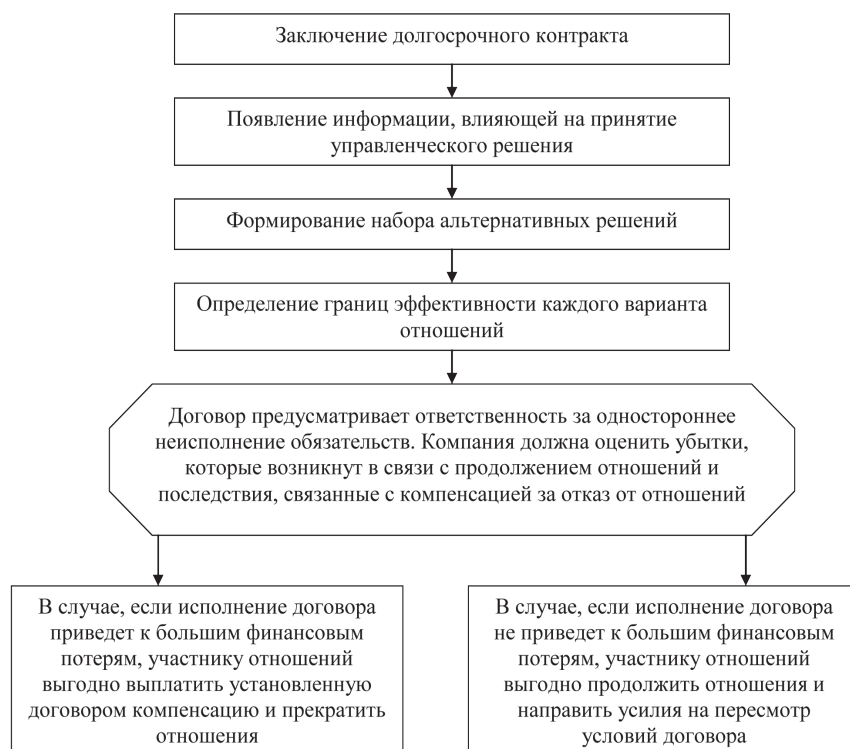 Заключение долгосрочного контракта
Появление информации, влияющей на принятие
управленческого решения
Формирование набора альтернативных решений
Определение границ эффективности каждого варианта
отношений
Договор предусматривает ответственность за одностороннее
неисполнение обязательств. Компания должна оценить убытки,
которые возникнут в связи с продолжением отношений и
последствия, связанные с компенсацией за отказ от отношений
В случае, если исполнение договора
приведет к большим финансовым
потерям, участнику отношений
выгодно выплатить установленную
договором компенсацию и прекратить
отношения
В случае, если исполнение договора
не приведет к большим финансовым
потерям, участнику отношений
выгодно продолжить отношения и
направить усилия на пересмотр
условий договора